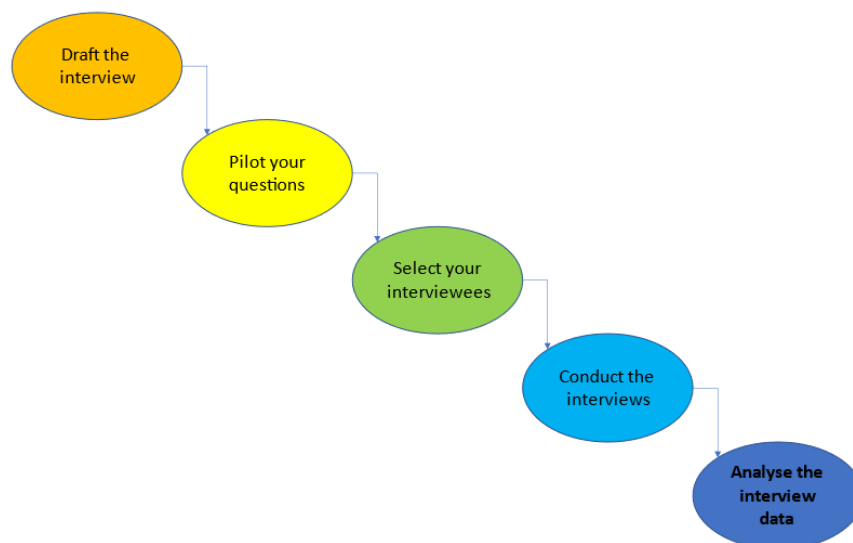 Draft the
interview
Pilot your
questions
Select your
interviewees
Conduct the
interviews
Analyse the
interview
data